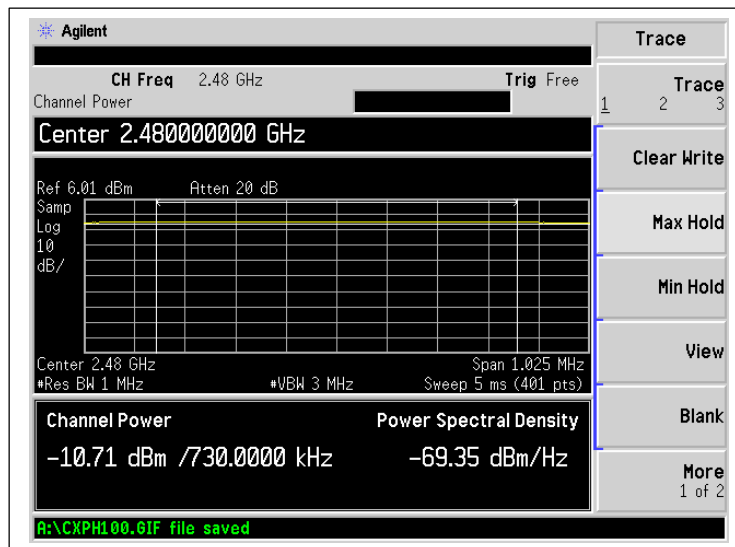 Agilent
Trace
CH Freq 2.48 GHz Trig Free
Channel Power
Trace
1 2 3
Center 2.480000000 GHz
Clear Write
Ref 6.01 dBm Atten 20 dB
Samp
Log
10
dB/
Max Hold
Min Hold
View
Center 2.48 GHz Span 1.025 MHz
#Res BW 1 MHz #VBW 3 MHz Sweep 5 ms (401 pts)
Channel Power Power Spectral Density
-10.71 dBm /730.0000 kHz -69.35 dBm/Hz
Blank
More
1 of 2
A:\CXPH100.GIF file saved